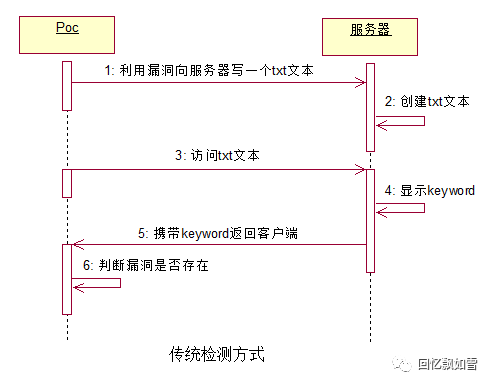 Poc
服务器
1: 利用漏洞向服务器写一个txt文本
2: 创建txt文本
3: 访问txt文本
4: 显示keyword
5: 携带keyword返回客户端
6: 判断漏洞是否存在
传统检测方式
回忆飘如雪